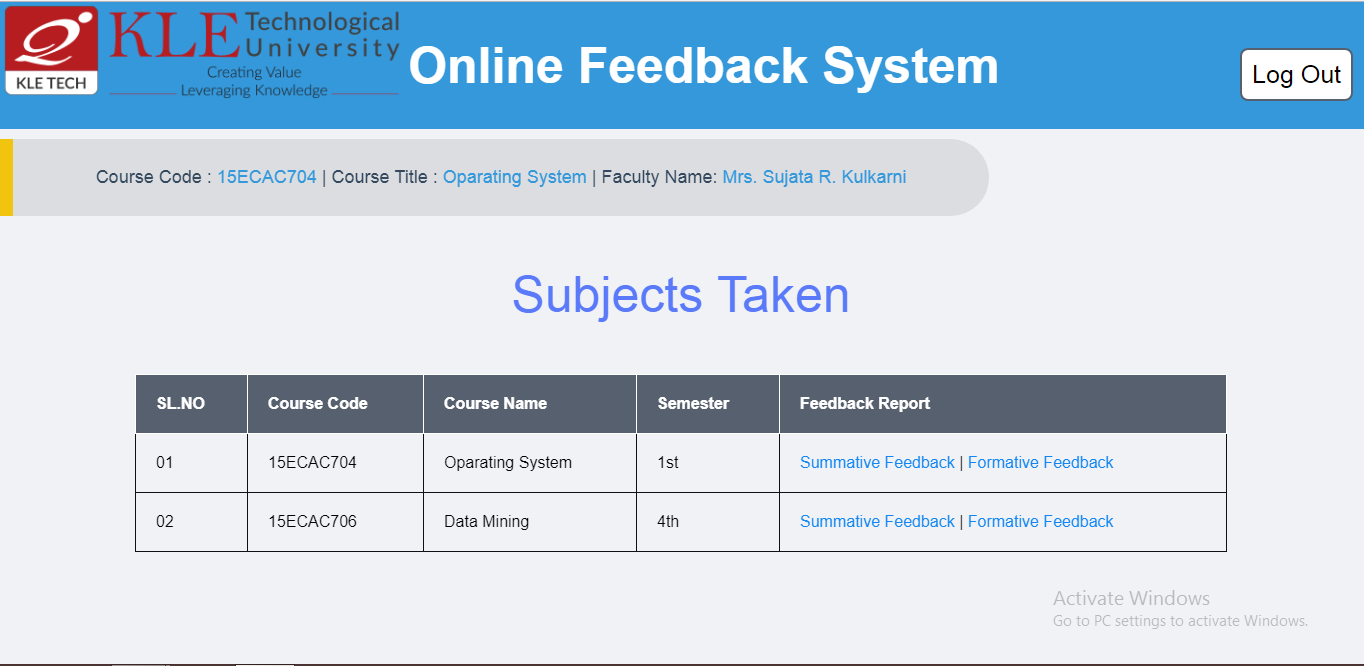 KLE TECH
KLE Technological University
Creating Value
Leveraging Knowledge
Online Feedback System
Log Out
Course Code : 15ECAC704 | Course Title : Oparating System | Faculty Name: Mrs. Sujata R. Kulkarni
Subjects Taken
SL.NO Course Code Course Name Semester Feedback Report
01 15ECAC704 Oparating System 1st Summative Feedback | Formative Feedback
02 15ECAC706 Data Mining 4th Summative Feedback | Formative Feedback
Activate Windows
Go to PC settings to activate Windows.